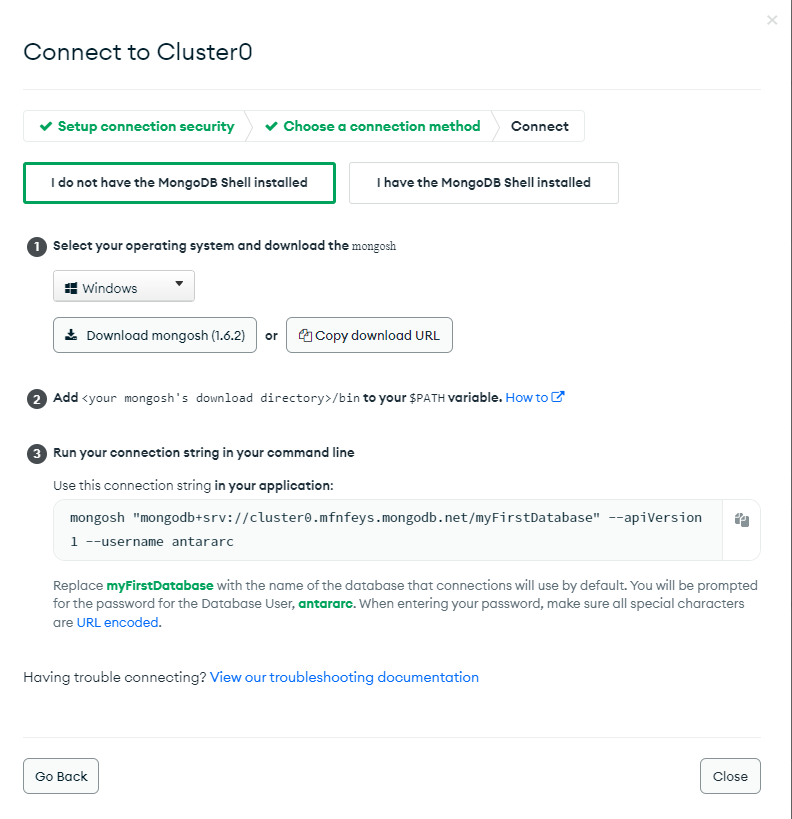 Connect to Cluster0
Setup connection security
Choose a connection method
Connect
I do not have the MongoDB Shell installed
I have the MongoDB Shell installed
1 Select your operating system and download the mongosh
Windows
Download mongosh (1.6.2) or Copy download URL
2 Add <your mongosh's download directory>/bin to your $PATH variable. How to
3 Run your connection string in your command line
Use this connection string in your application:
mongosh "mongodb+srv://cluster0.mfnfeys.mongodb.net/myFirstDatabase" --apiVersion
1 --username antararc
Replace myFirstDatabase with the name of the database that connections will use by default. You will be prompted
for the password for the Database User, antararc. When entering your password, make sure all special characters
are URL encoded.
Having trouble connecting? View our troubleshooting documentation
Go Back
Close